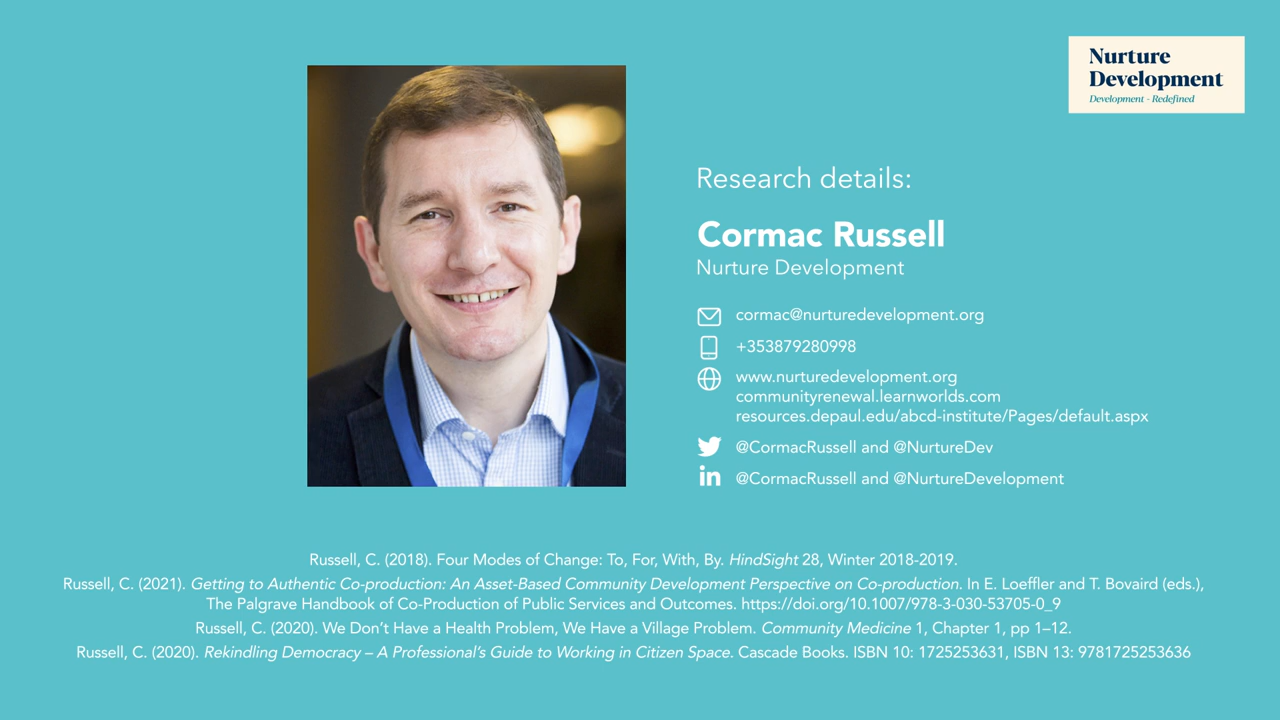 Nurture
Development
Development - Redefined
Research details:
Cormac Russell
Nurture Development
cormac@nurturedevelopment.org
+353879280998
www.nurturedevelopment.org
communityrenewal.learnworlds.com
resources.depaul.edu/abcd-institute/Pages/default.aspx
@CormacRussell and @NurtureDev
in @CormacRussell and @NurtureDevelopment
Russell, C. (2018). Four Modes of Change: To, For, With, By. HindSight 28, Winter 2018-2019.
Russell, C. (2021). Getting to Authentic Co-production: An Asset-Based Community Development Perspective on Co-production. In E. Loeffler and T. Bovaird (eds.),
The Palgrave Handbook of Co-Production of Public Services and Outcomes. https://doi.org/10.1007/978-3-030-53705-0_9
Russell, C. (2020). We Don’t Have a Health Problem, We Have a Village Problem. Community Medicine 1, Chapter 1, pp 1–12.
Russell, C. (2020). Rekindling Democracy – A Professional’s Guide to Working in Citizen Space. Cascade Books. ISBN 10: 1725253631, ISBN 13: 9781725253636